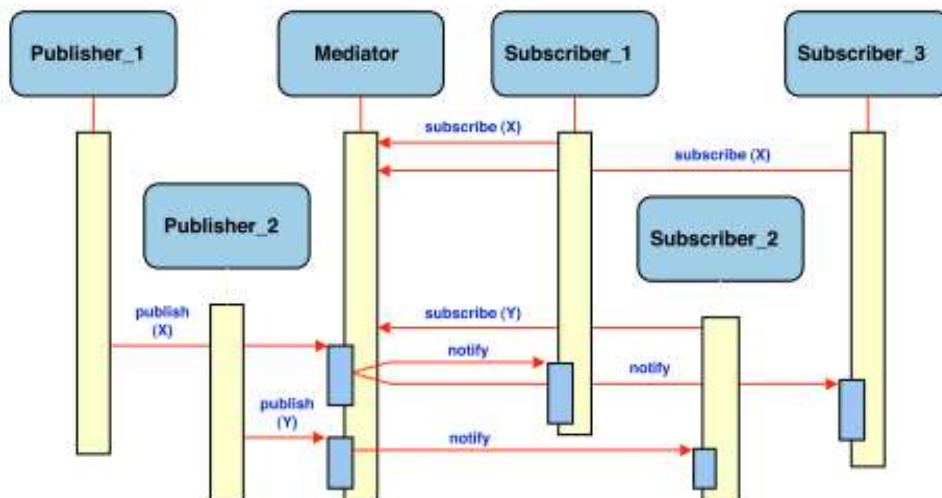 Publisher_1
Mediator
Subscriber_1
Subscriber_3
subscribe (X)
subscribe (X)
Publisher_2
Subscriber_2
publish
(X)
subscribe (Y)
notify
notify
publish
(Y)
notify